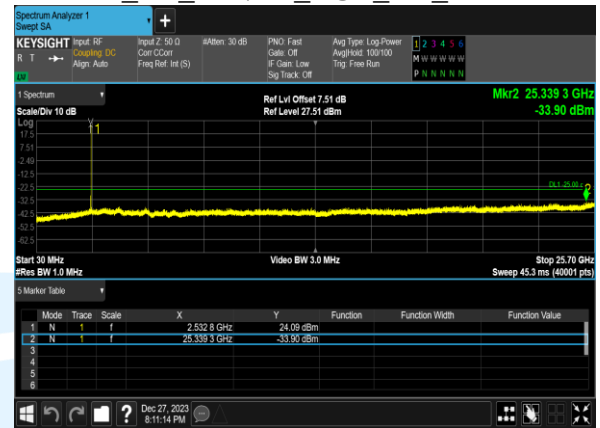 Spectrum Analyzer 1
Swept SA
KEYSIGHT
R T
Input: RF
Coupling: DC
Align: Auto
Input Z: 50 Ω
Corr CCorr
Freq Ref: Int (S)
#Atten: 30 dB
PNO: Fast
Gate: Off
IF Gain: Low
Sig Track: Off
Avg Type: Log-Power
Avg|Hold: 100/100
Trig: Free Run
1 2 3 4 5 6
M W W W W W
P N N N N N
1 Spectrum
Scale/Div 10 dB
Ref Lvl Offset 7.51 dB
Ref Level 27.51 dBm
Mkr2 25.339 3 GHz
-33.90 dBm
Log
17.5
7.51
-2.49
-12.5
-22.5
-32.5
-42.5
-52.5
-62.5
1
2
Start 30 MHz
#Res BW 1.0 MHz
Video BW 3.0 MHz
Stop 25.70 GHz
Sweep 45.3 ms (40001 pts)
5 Marker Table
Mode Trace Scale X Y Function Function Width Function Value
1 N 1 f 2.532 8 GHz 24.09 dBm
2 N 1 f 25.339 3 GHz -33.90 dBm
3
4
5
6
?
Dec 27, 2023
8:11:14 PM